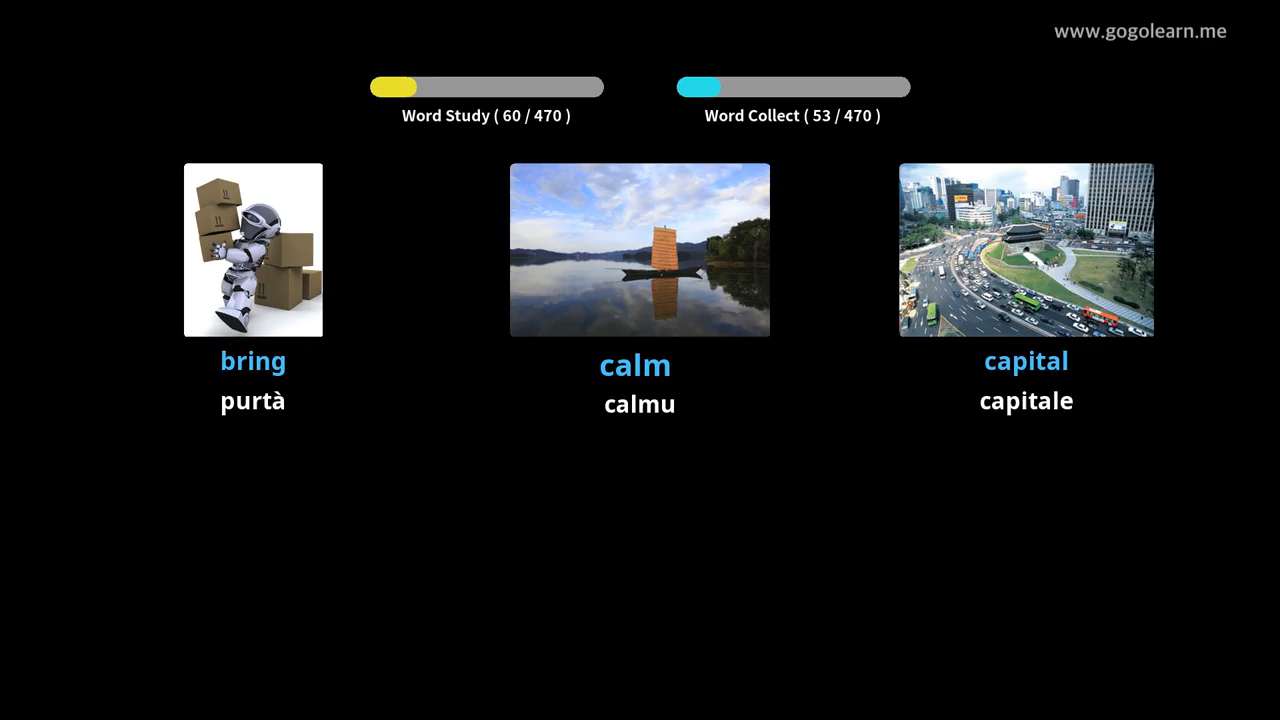 www.gogolearn.me
Word Study ( 60 / 470 )
Word Collect ( 53 / 470 )
bring
purtà
calm
calmu
capital
capitale